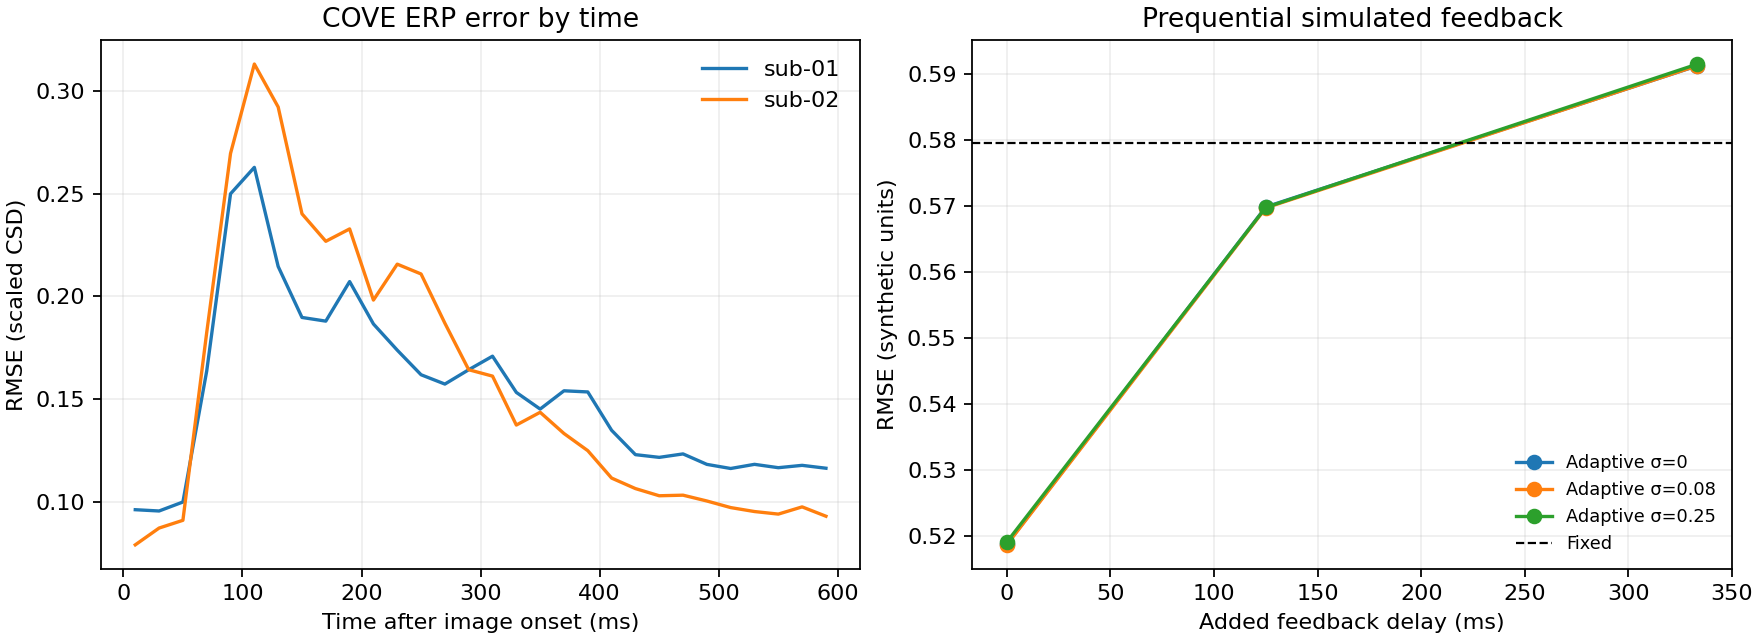 COVE ERP error by time
RMSE (scaled CSD)
0.30
0.25
0.20
0.15
0.10
sub-01
sub-02
0 100 200 300 400 500 600
Time after image onset (ms)
Prequential simulated feedback
RMSE (synthetic units)
0.59
0.58
0.57
0.56
0.55
0.54
0.53
0.52
Adaptive σ=0
Adaptive σ=0.08
Adaptive σ=0.25
Fixed
0 50 100 150 200 250 300 350
Added feedback delay (ms)